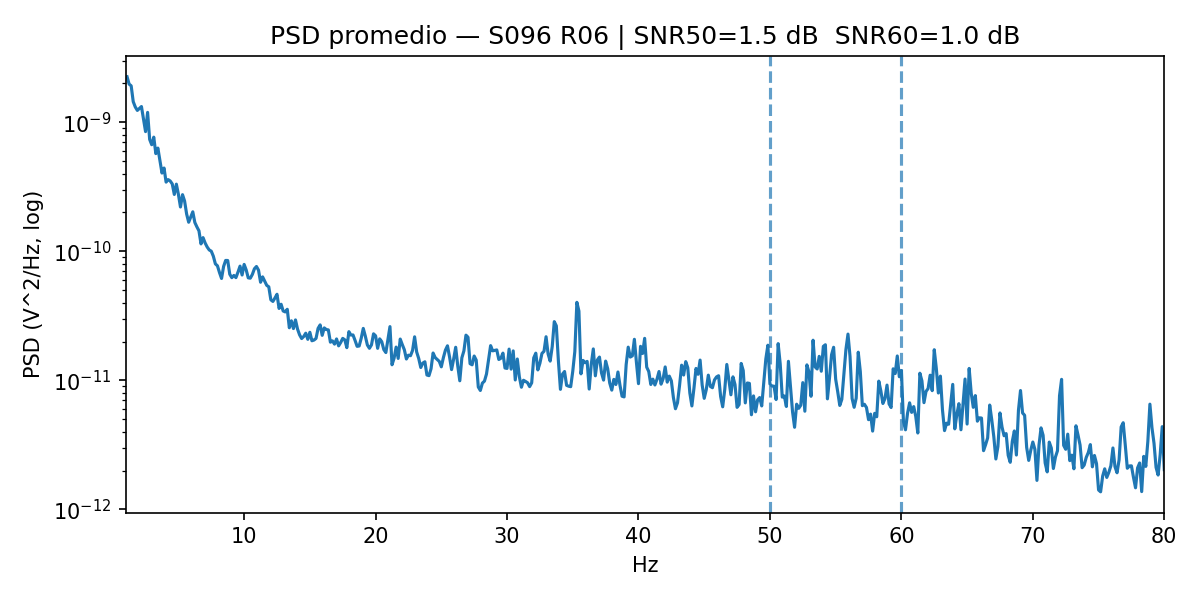 PSD promedio — S096 R06 | SNR50=1.5 dB  SNR60=1.0 dB
PSD (V^2/Hz, log)
10⁻⁹
10⁻¹⁰
10⁻¹¹
10⁻¹²
10 20 30 40 50 60 70 80
Hz